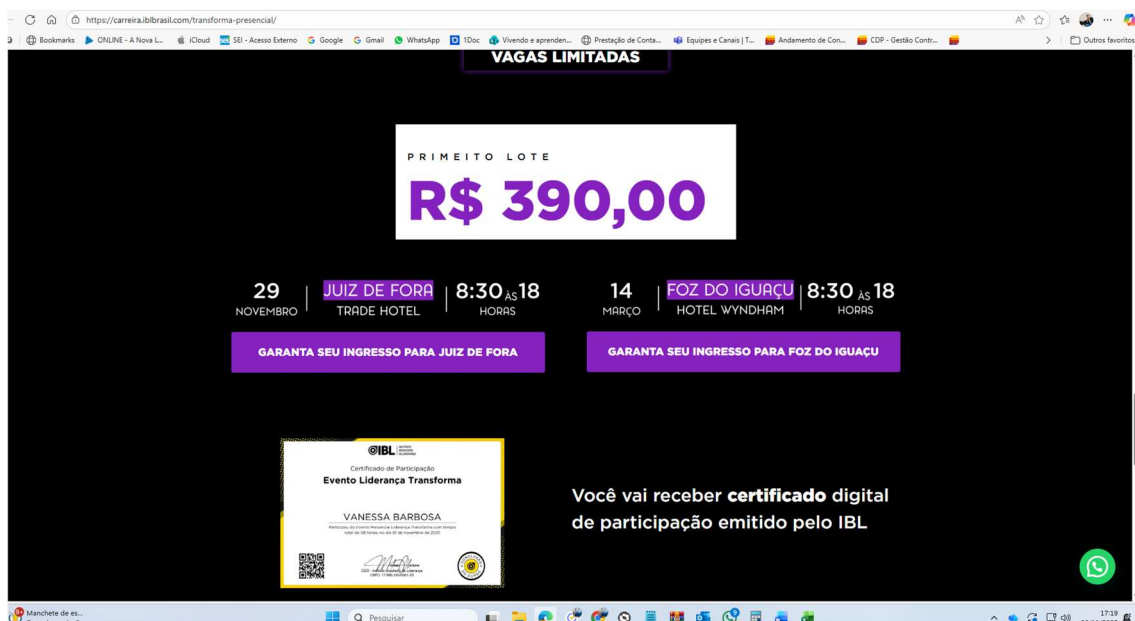 https://carreira.iblbrasil.com/transforma-presencial/
Bookmarks ONLINE - A Nova L... iCloud SEI - Acesso Externo Google Gmail WhatsApp 1Doc Vivendo e aprenden... Prestação de Conta... Equipes e Canais | T... Andamento de Con... CDP - Gestão Contr... Outros favoritos
VAGAS LIMITADAS
PRIMEITO LOTE
R$ 390,00
29 NOVEMBRO
JUIZ DE FORA
TRADE HOTEL
8:30 ÀS 18
HORAS
GARANTA SEU INGRESSO PARA JUIZ DE FORA
14 MARÇO
FOZ DO IGUAÇU
HOTEL WYNDHAM
8:30 ÀS 18
HORAS
GARANTA SEU INGRESSO PARA FOZ DO IGUAÇU
IBL
Certificado de Participação
Evento Liderança Transforma
VANESSA BARBOSA
Você vai receber certificado digital
de participação emitido pelo IBL
Manchete de es...
Pesquisar
17:19